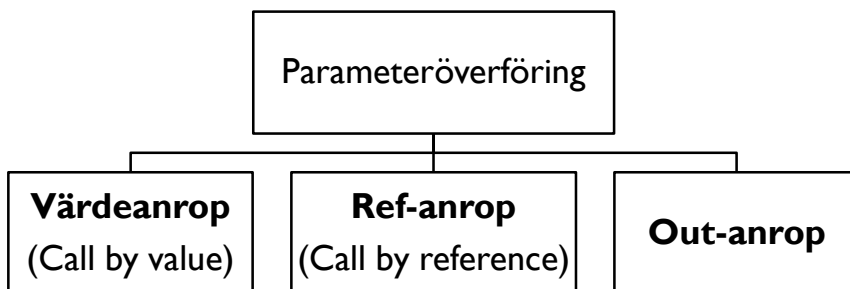 Parameteröverföring
Värdeanrop
(Call by value)
Ref-anrop
(Call by reference)
Out-anrop